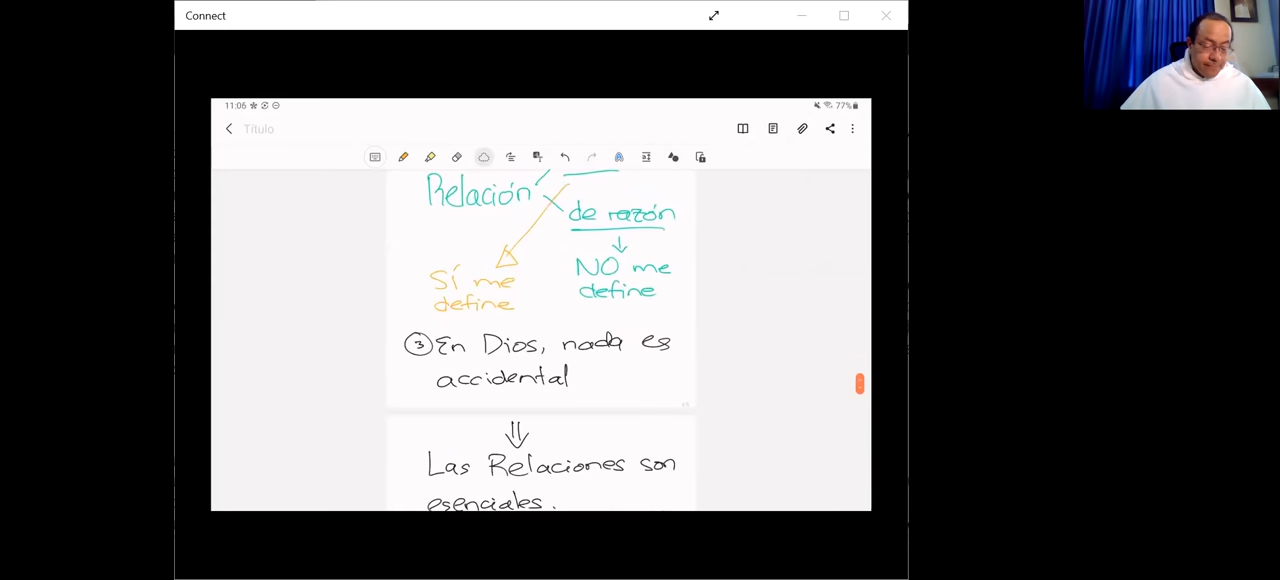 Connect
11:06
77%
Título
Relación
de razón
NO me
define
SÍ me
define
③ En Dios, nada es
accidental
⇓
Las Relaciones son
esenciales.